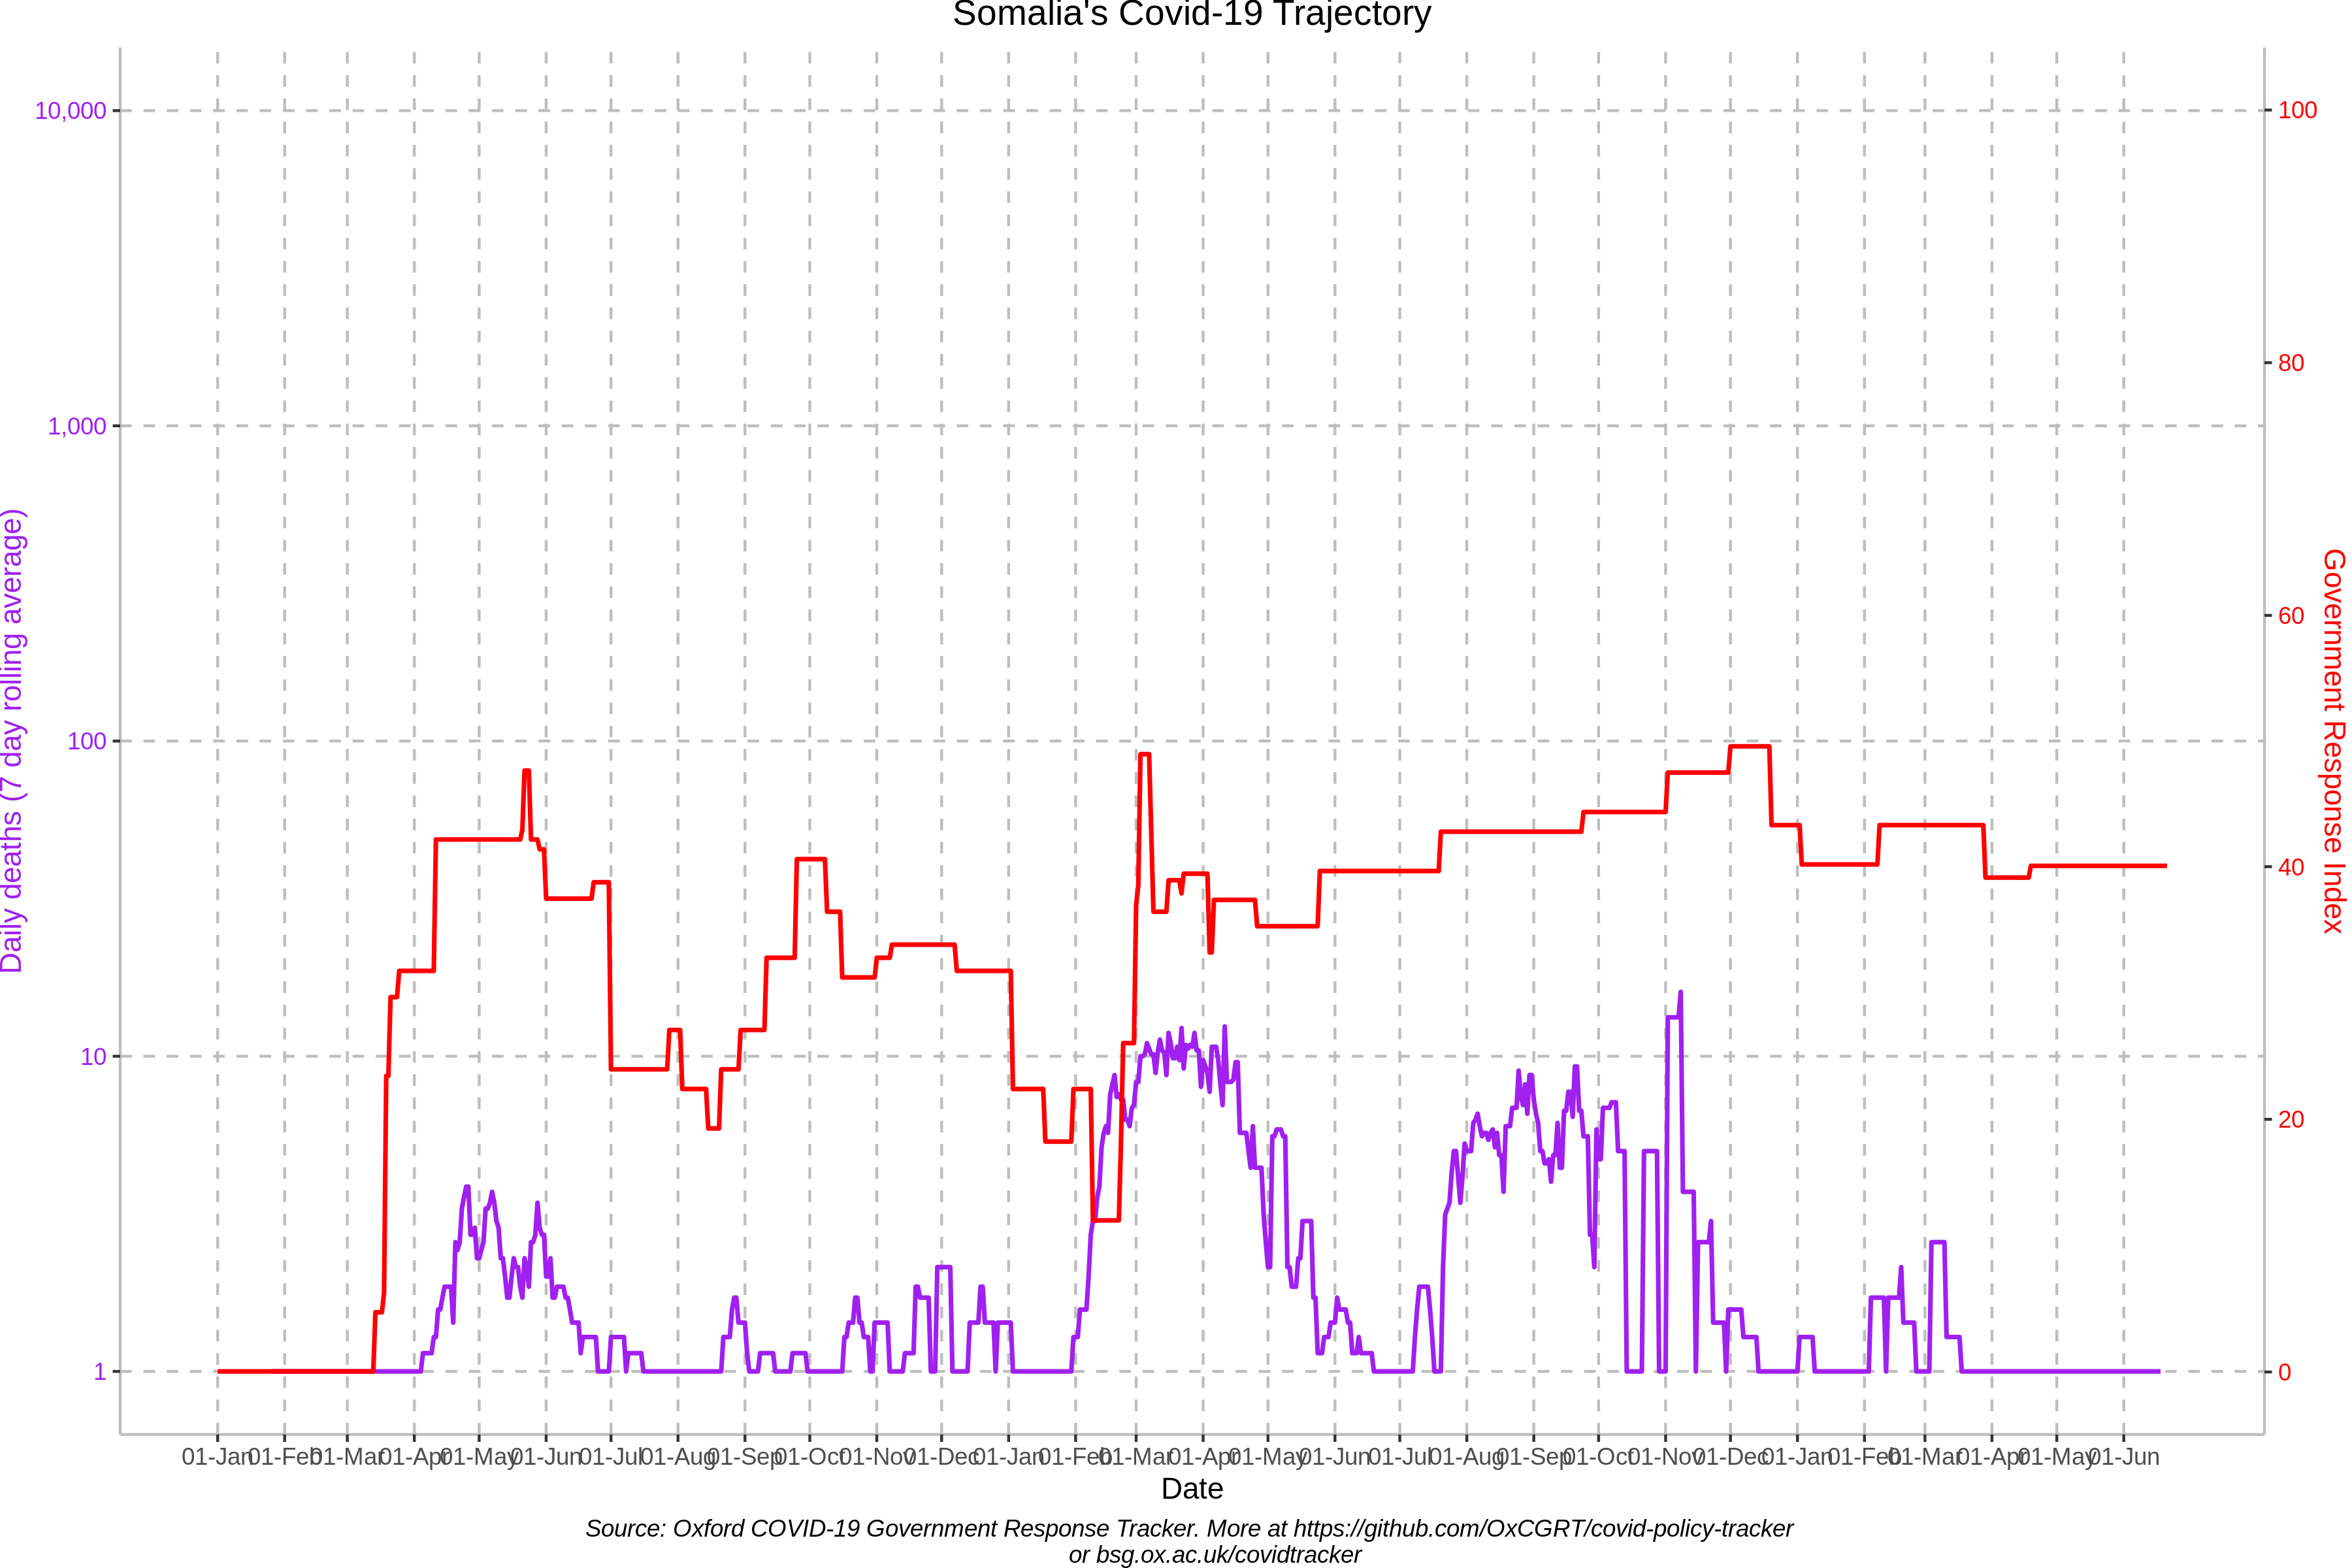 Somalia's Covid-19 Trajectory
10,000
1,000
100
10
1
Daily deaths (7 day rolling average)
100
80
60
40
20
0
Government Response Index
01-Jan 01-Feb 01-Mar 01-Apr 01-May 01-Jun 01-Jul 01-Aug 01-Sep 01-Oct 01-Nov 01-Dec 01-Jan 01-Feb 01-Mar 01-Apr 01-May 01-Jun 01-Jul 01-Aug 01-Sep 01-Oct 01-Nov 01-Dec 01-Jan 01-Feb 01-Mar 01-Apr 01-May 01-Jun
Date
Source: Oxford COVID-19 Government Response Tracker. More at https://github.com/OxCGRT/covid-policy-tracker
or bsg.ox.ac.uk/covidtracker